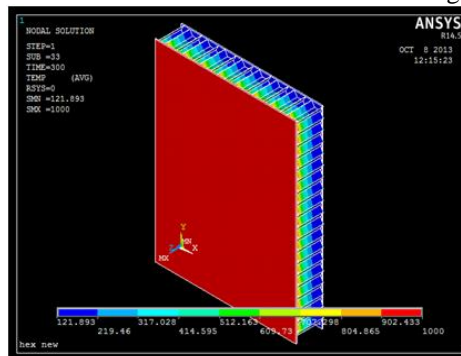 1
NODAL SOLUTION
STEP=1
SUB =33
TIME=300
TEMP (AVG)
RSYS=0
SMN =121.893
SMX =1000
ANSYS
R14.5
OCT 8 2013
12:15:23
Y
MN
Z X
MX
121.893 317.028 512.163 902.433
219.46 414.595 609.73 804.865 1000
hex new